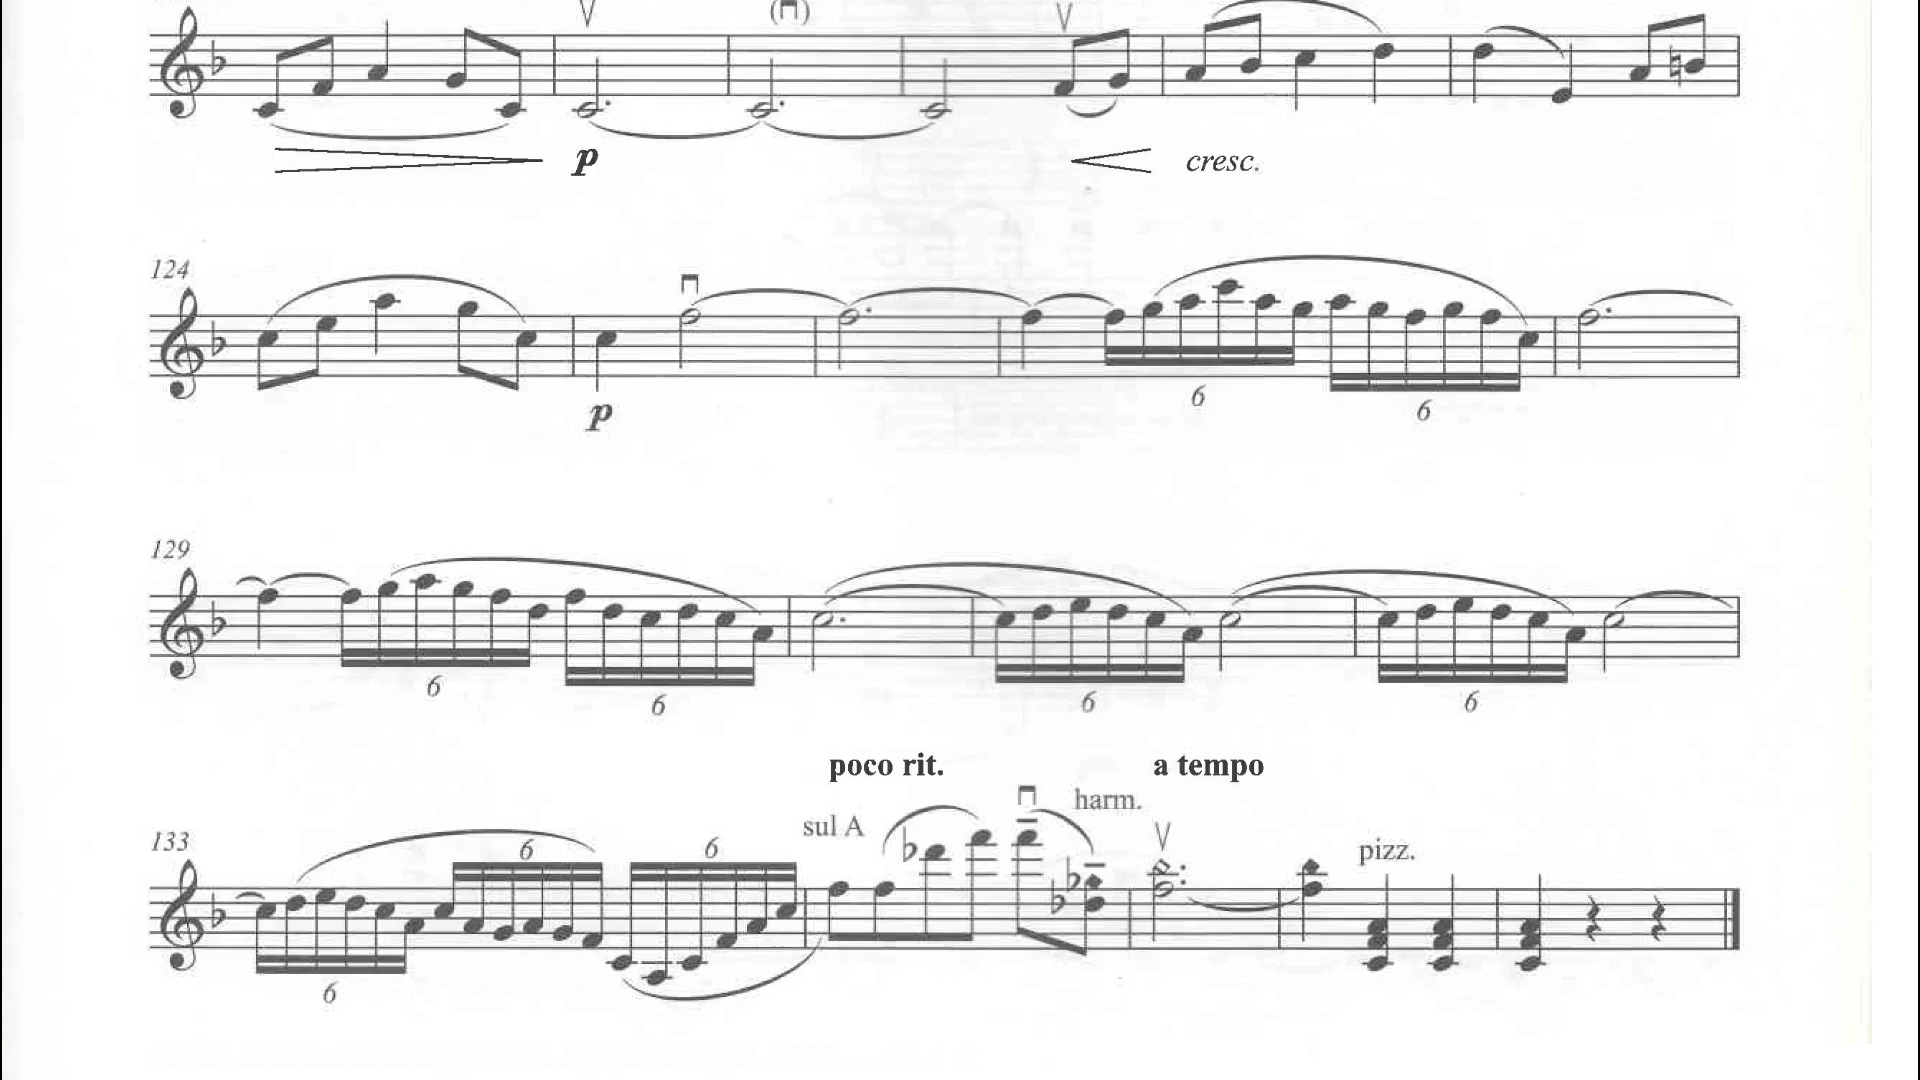 (⊓)
p cresc.
124
p
6 6
129
6 6 6 6
poco rit. a tempo
harm.
sul A
133 6 6 pizz.
6